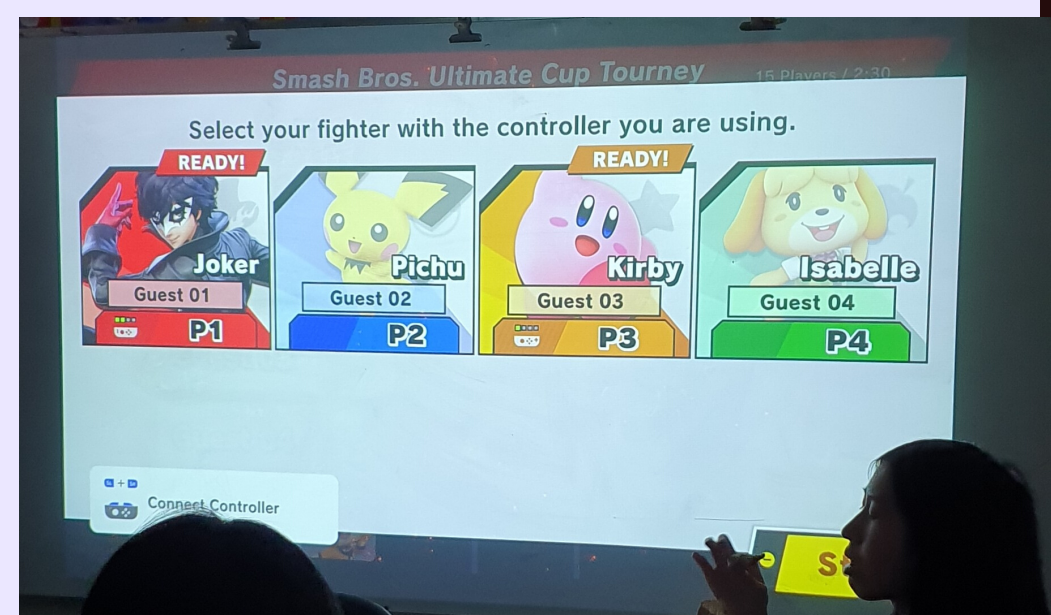 Smash Bros. Ultimate Cup Tourney
15 Players / 2:30
Select your fighter with the controller you are using.
READY!
READY!
Joker
Pichu
Kirby
Isabelle
Guest 01
Guest 02
Guest 03
Guest 04
P1
P2
P3
P4
Connect Controller